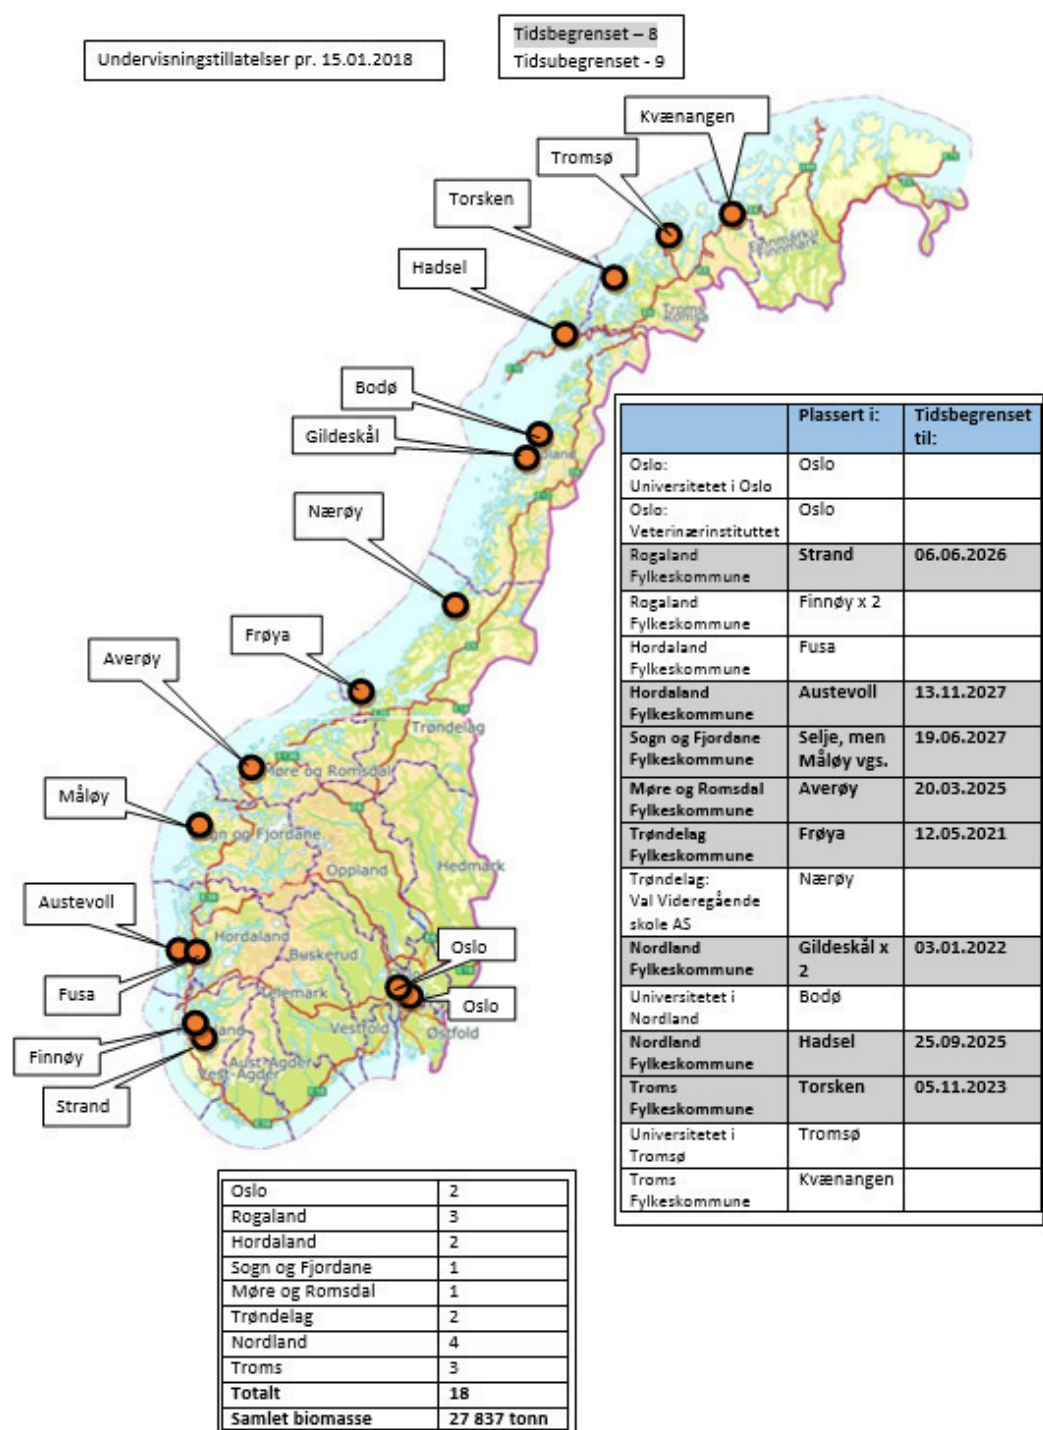 Undervisningstillatelser pr. 15.01.2018
Tidsbegrenset – 8
Tidsubegrenset - 9
Kvænangen
Tromsø
Torsken
Hadsel
Bodø
Gildeskål
Nærøy
Frøya
Averøy
Måløy
Austevoll
Fusa
Finnøy
Strand
Oslo
Oslo
Finnmárku
Finnmark
Troms
Romsa
Trøndelag
Møre og Romsdal
gn og Fjordane
Oppland
Hedmark
Hordaland
Buskerud
Telemark
Vestfold
Østfold
Aust-Agder
Vest-Agder
Plassert i:
Tidsbegrenset
til:
Oslo:
Universitetet i Oslo
Oslo
Oslo:
Veterinærinstituttet
Oslo
Rogaland
Fylkeskommune
Strand
06.06.2026
Rogaland
Fylkeskommune
Finnøy x 2
Hordaland
Fylkeskommune
Fusa
Hordaland
Fylkeskommune
Austevoll
13.11.2027
Sogn og Fjordane
Fylkeskommune
Selje, men
Måløy vgs.
19.06.2027
Møre og Romsdal
Fylkeskommune
Averøy
20.03.2025
Trøndelag
Fylkeskommune
Frøya
12.05.2021
Trøndelag:
Val Videregående
skole AS
Nærøy
Nordland
Fylkeskommune
Gildeskål x
2
03.01.2022
Universitetet i
Nordland
Bodø
Nordland
Fylkeskommune
Hadsel
25.09.2025
Troms
Fylkeskommune
Torsken
05.11.2023
Universitetet i
Tromsø
Tromsø
Troms
Fylkeskommune
Kvænangen
Oslo 2
Rogaland 3
Hordaland 2
Sogn og Fjordane 1
Møre og Romsdal 1
Trøndelag 2
Nordland 4
Troms 3
Totalt 18
Samlet biomasse 27 837 tonn